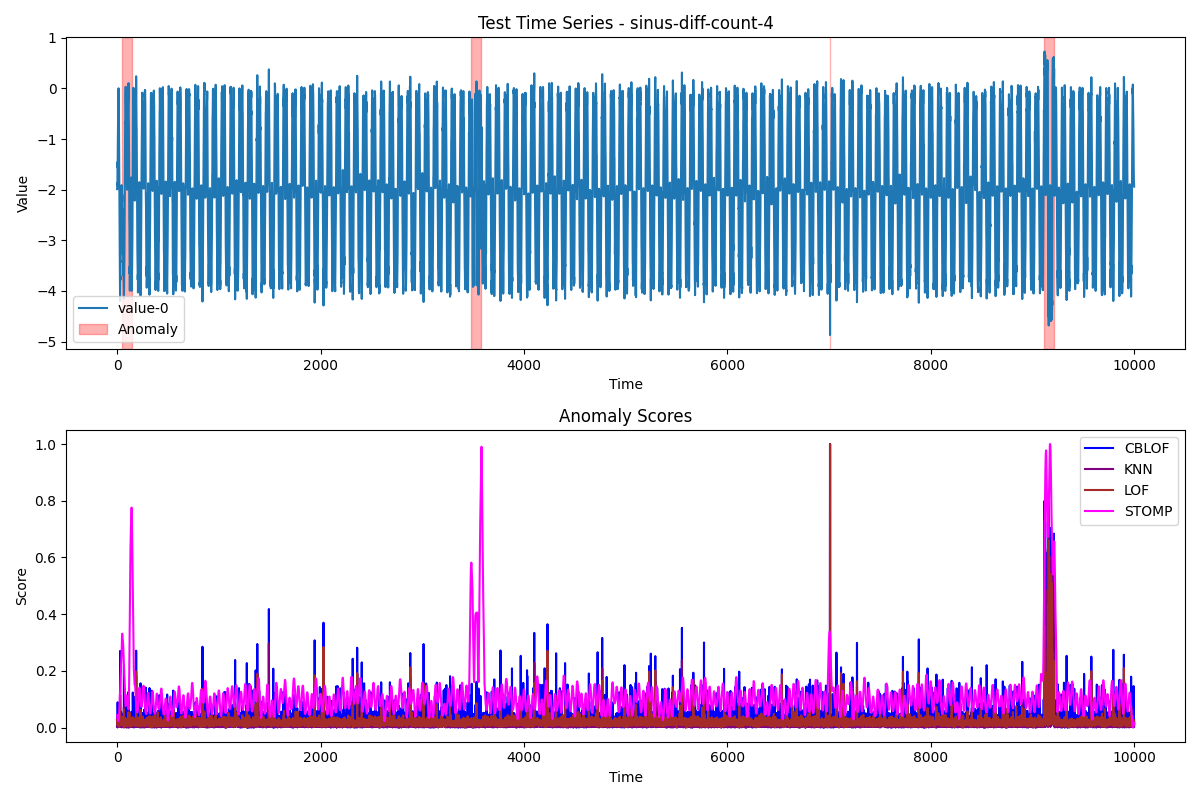 Test Time Series - sinus-diff-count-4
Value
1
0
−1
−2
−3
−4
−5
value-0
Anomaly
0
2000
4000
6000
8000
10000
Time
Anomaly Scores
Score
1.0
0.8
0.6
0.4
0.2
0.0
CBLOF
KNN
LOF
STOMP
0
2000
4000
6000
8000
10000
Time